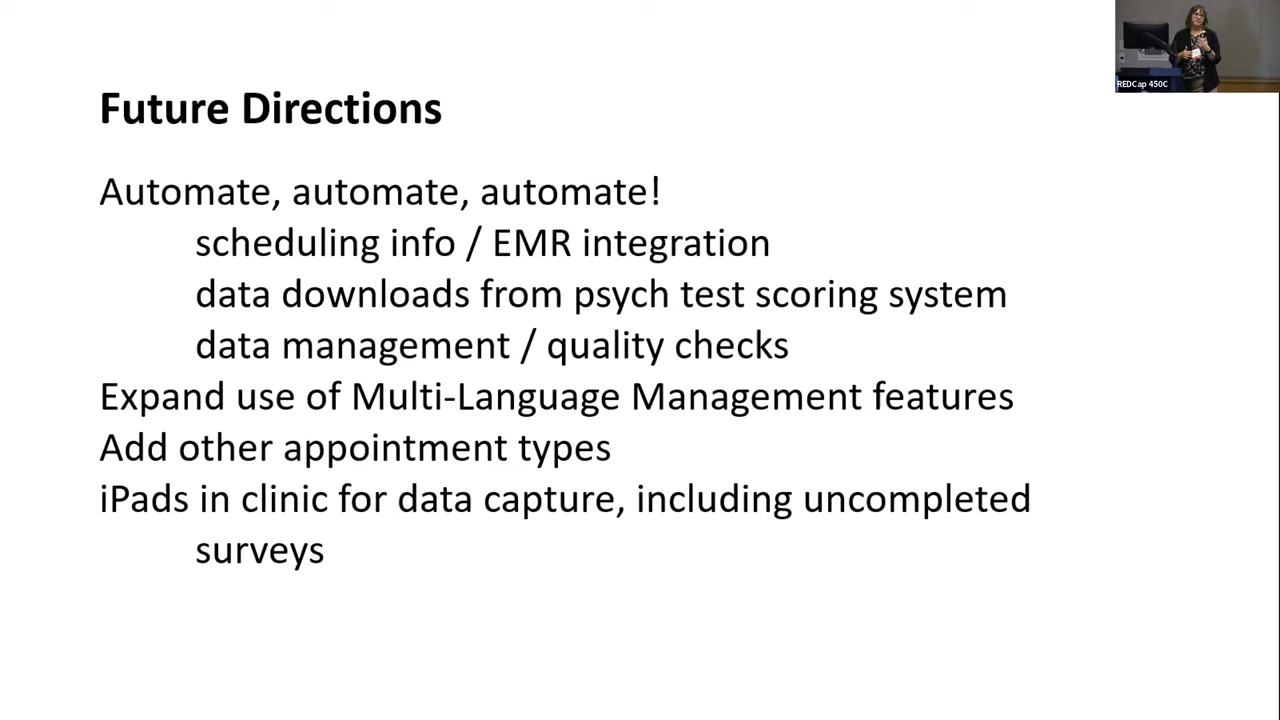 REDCap 450C
Future Directions
Automate, automate, automate!
scheduling info / EMR integration
data downloads from psych test scoring system
data management / quality checks
Expand use of Multi-Language Management features
Add other appointment types
iPads in clinic for data capture, including uncompleted
surveys